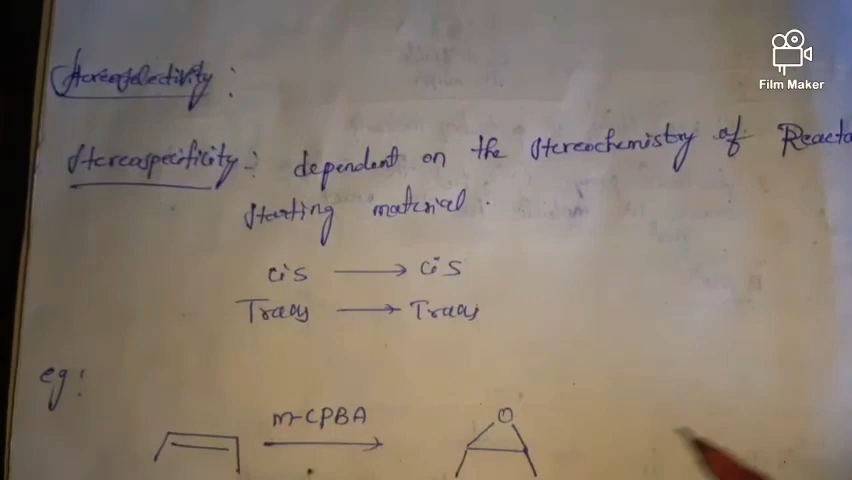 Film Maker
Stereoselectivity:
Stereospecificity:- dependent on the stereochemistry of Reacta
starting material.
cis → cis
Trans → Trans
eg:
m-CPBA
O